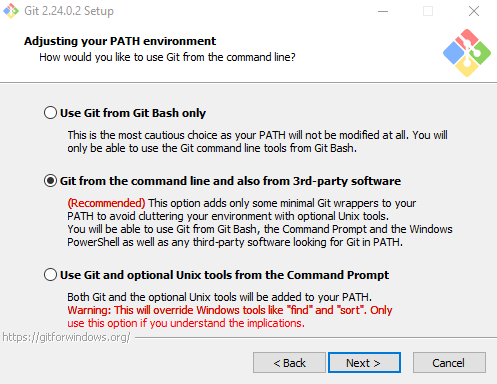 Git 2.24.0.2 Setup
Adjusting your PATH environment
How would you like to use Git from the command line?
Use Git from Git Bash only
This is the most cautious choice as your PATH will not be modified at all. You will
only be able to use the Git command line tools from Git Bash.
Git from the command line and also from 3rd-party software
(Recommended) This option adds only some minimal Git wrappers to your
PATH to avoid cluttering your environment with optional Unix tools.
You will be able to use Git from Git Bash, the Command Prompt and the Windows
PowerShell as well as any third-party software looking for Git in PATH.
Use Git and optional Unix tools from the Command Prompt
Both Git and the optional Unix tools will be added to your PATH.
Warning: This will override Windows tools like "find" and "sort". Only
use this option if you understand the implications.
https://gitforwindows.org/
< Back
Next >
Cancel